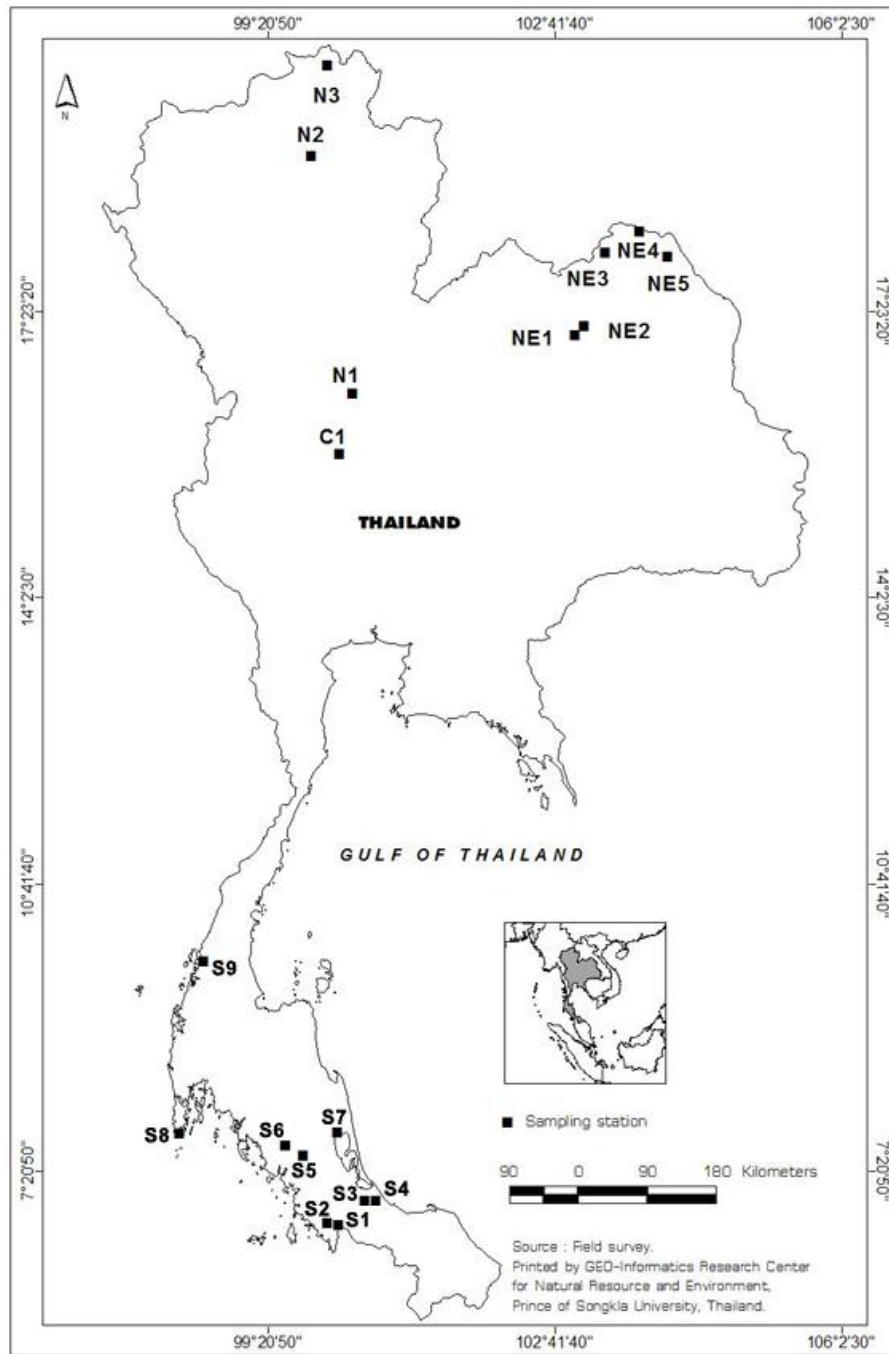 99°20'50" 102°41'40" 106°2'30"
N3
N
N2
NE4
NE3 NE5
17°23'20" 17°23'20"
NE1 NE2
N1
C1
THAILAND
14°2'30" 14°2'30"
GULF OF THAILAND
10°41'40" 10°41'40"
S9
Sampling station
S7
S8 S6
S5
7°20'50" 7°20'50"
90 0 90 180 Kilometers
S3 S4
S2 S1
Source : Field survey.
Printed by GEO-Informatics Research Center
for Natural Resource and Environment,
Prince of Songkla University, Thailand.
99°20'50" 102°41'40" 106°2'30"